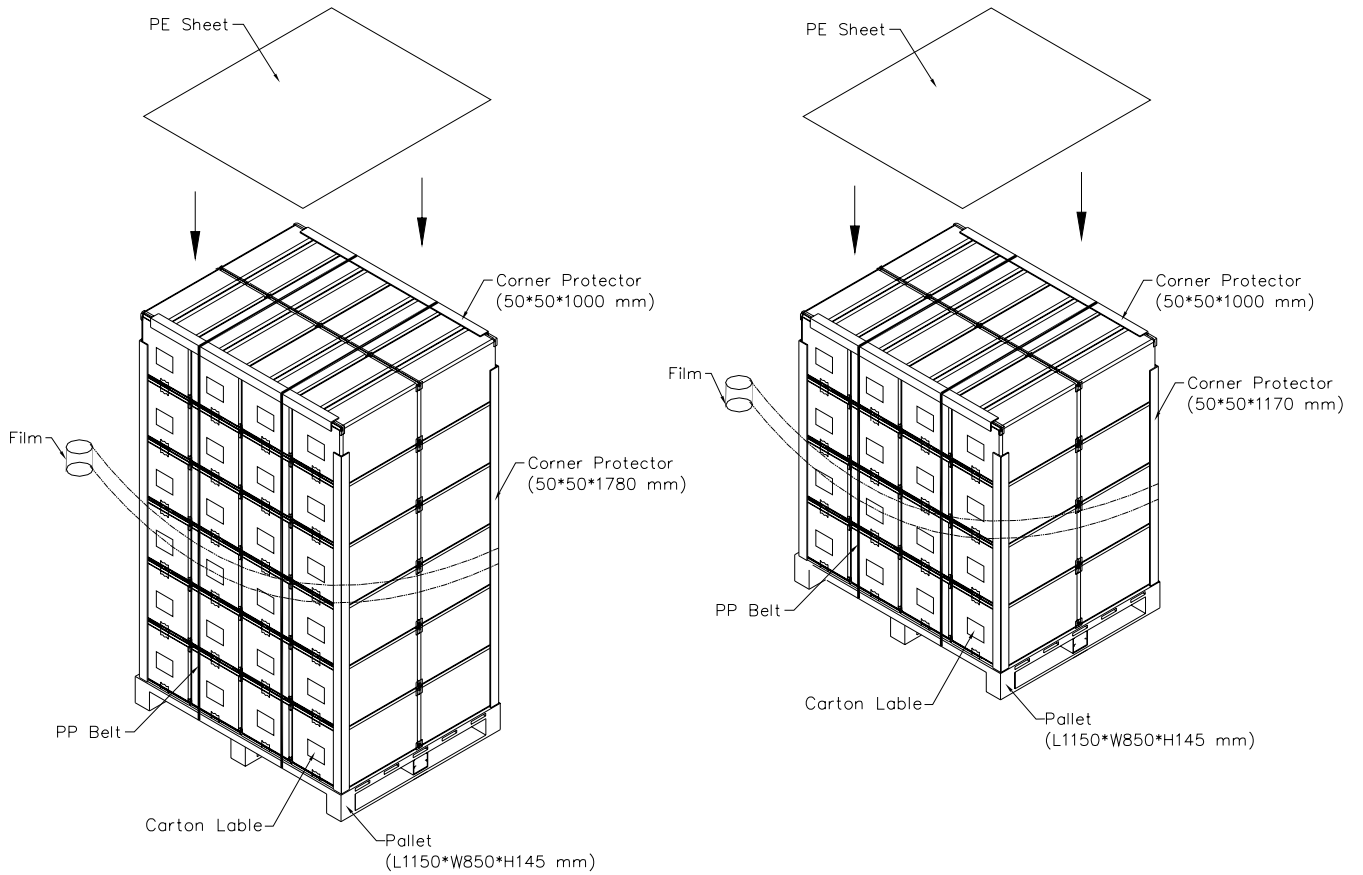 PE Sheet
Corner Protector
(50*50*1000 mm)
Film
Corner Protector
(50*50*1780 mm)
PP Belt
Carton Lable
Pallet
(L1150*W850*H145 mm)
PE Sheet
Corner Protector
(50*50*1000 mm)
Film
Corner Protector
(50*50*1170 mm)
PP Belt
Carton Lable
Pallet
(L1150*W850*H145 mm)